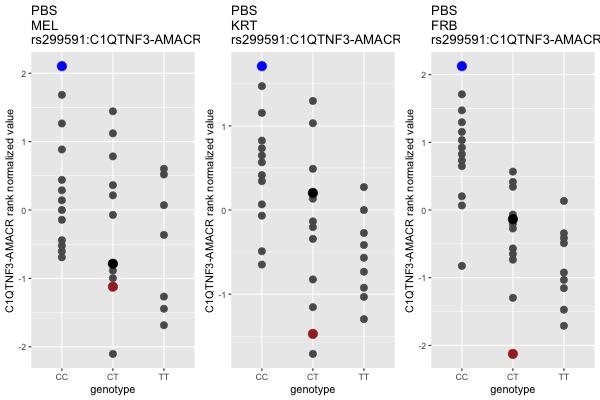 PBS
MEL
rs299591:C1QTNF3-AMACR
C1QTNF3-AMACR rank normalized value
2
1
0
-1
-2
CC
CT
TT
genotype
PBS
KRT
rs299591:C1QTNF3-AMACR
C1QTNF3-AMACR rank normalized value
1
0
-1
CC
CT
TT
genotype
PBS
FRB
rs299591:C1QTNF3-AMACR
C1QTNF3-AMACR rank normalized value
2
1
0
-1
-2
CC
CT
TT
genotype